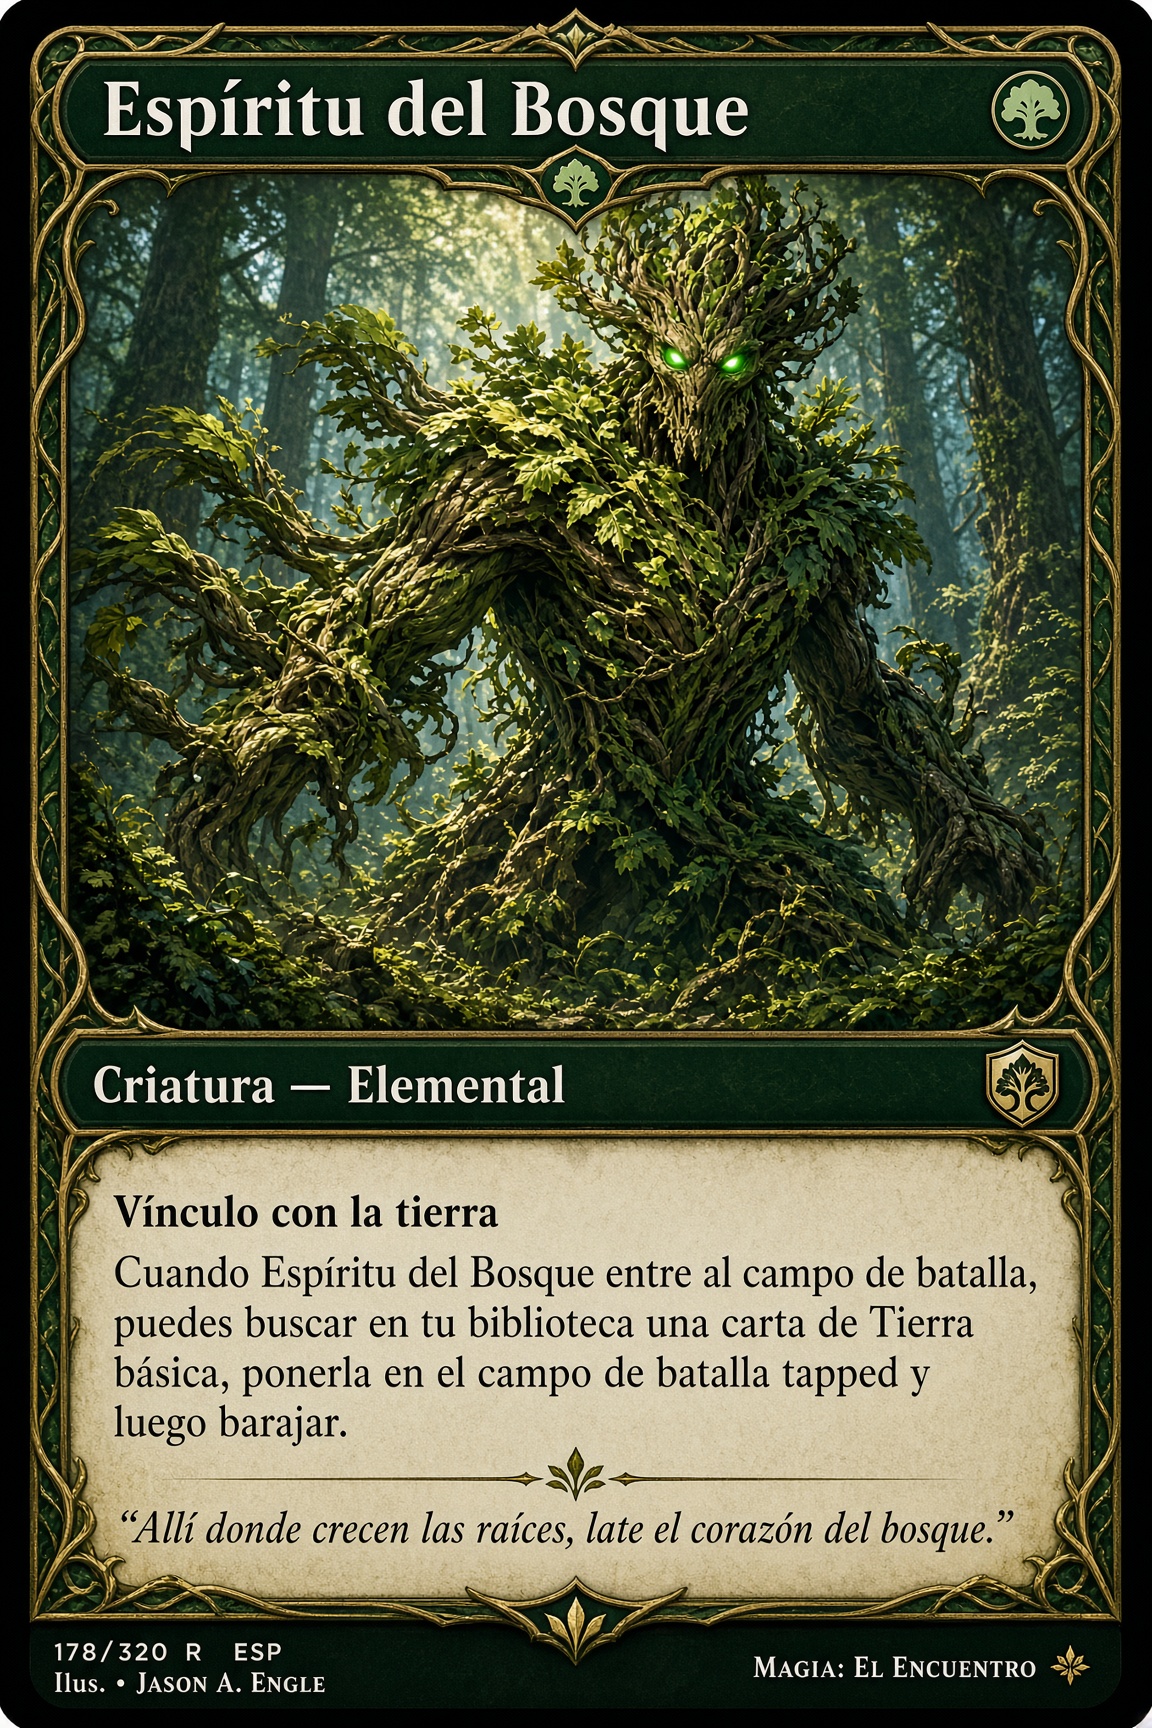 Espíritu del Bosque
Criatura — Elemental
Vínculo con la tierra
Cuando Espíritu del Bosque entre al campo de batalla,
puedes buscar en tu biblioteca una carta de Tierra
básica, ponerla en el campo de batalla tapped y
luego barajar.
“Allí donde crecen las raíces, late el corazón del bosque.”
178/320 R ESP
Ilus. • Jason A. Engle
Magia: El Encuentro